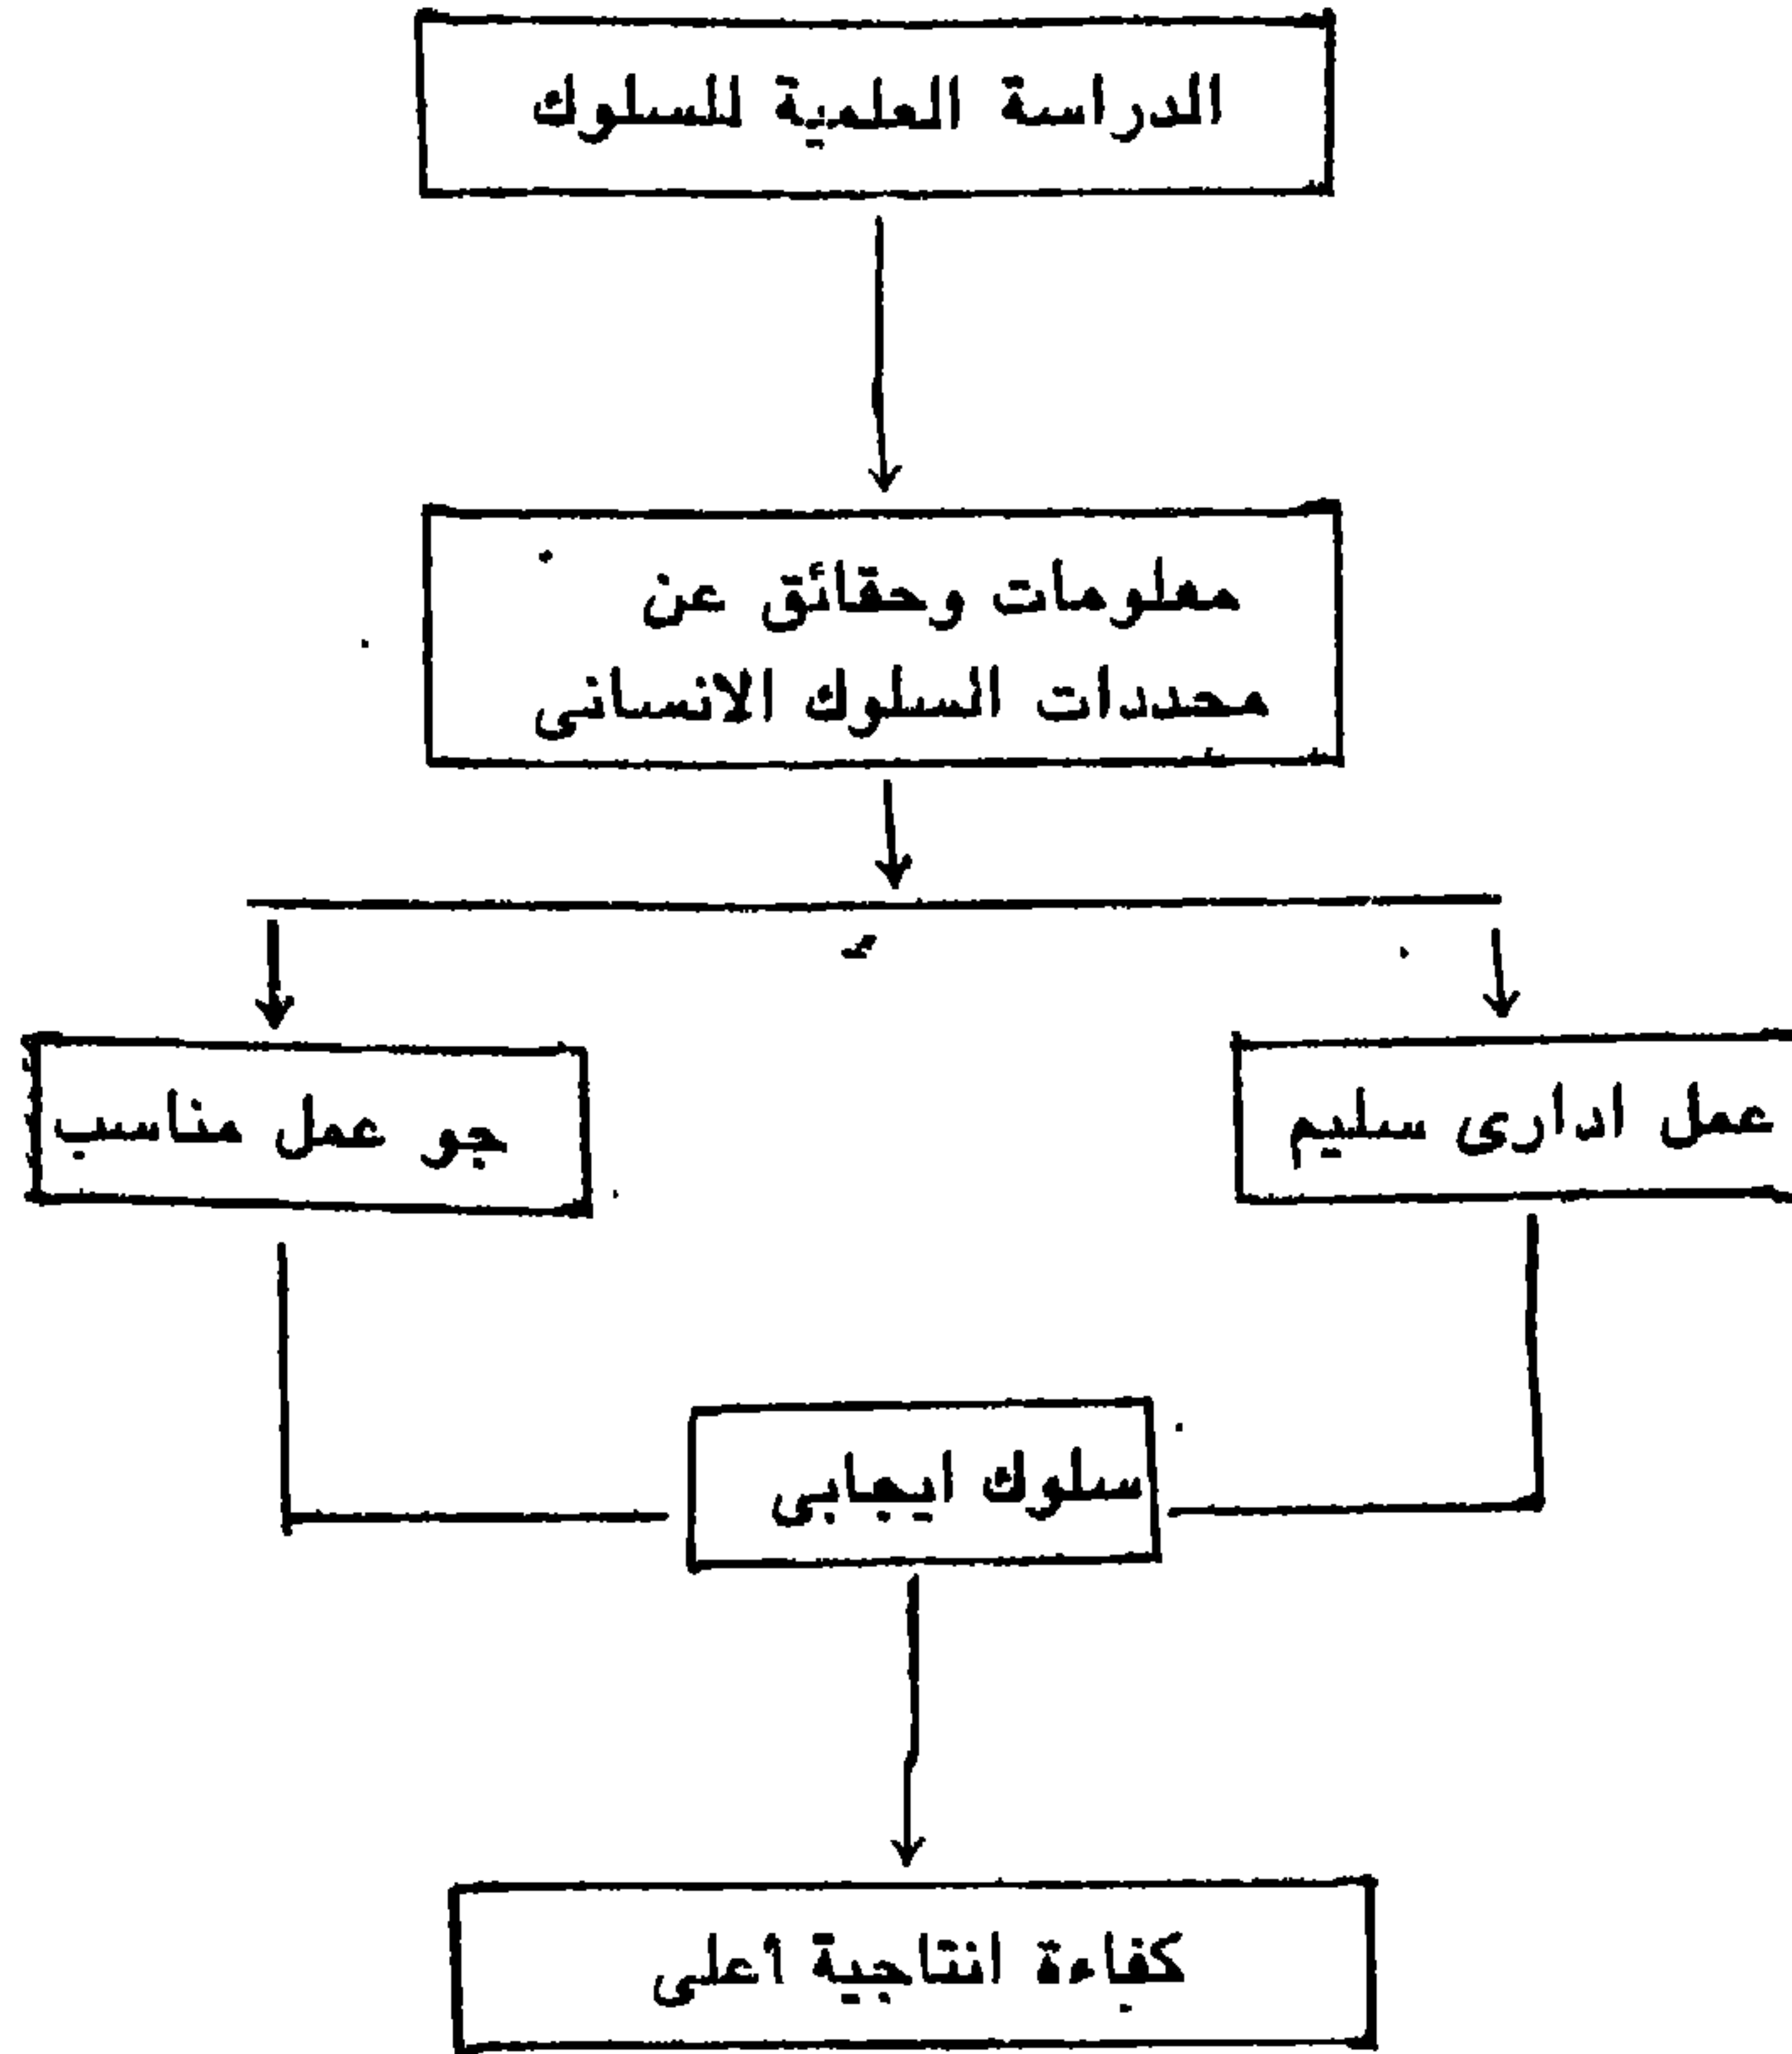 الدراسة العلمية للسلوك
معلومات وحقائق عن
محددات السلوك الانسانى
عمل ادارى سليم
جو عمل مناسب
سلوك ايجابى
كفاءة انتاجية أعلى